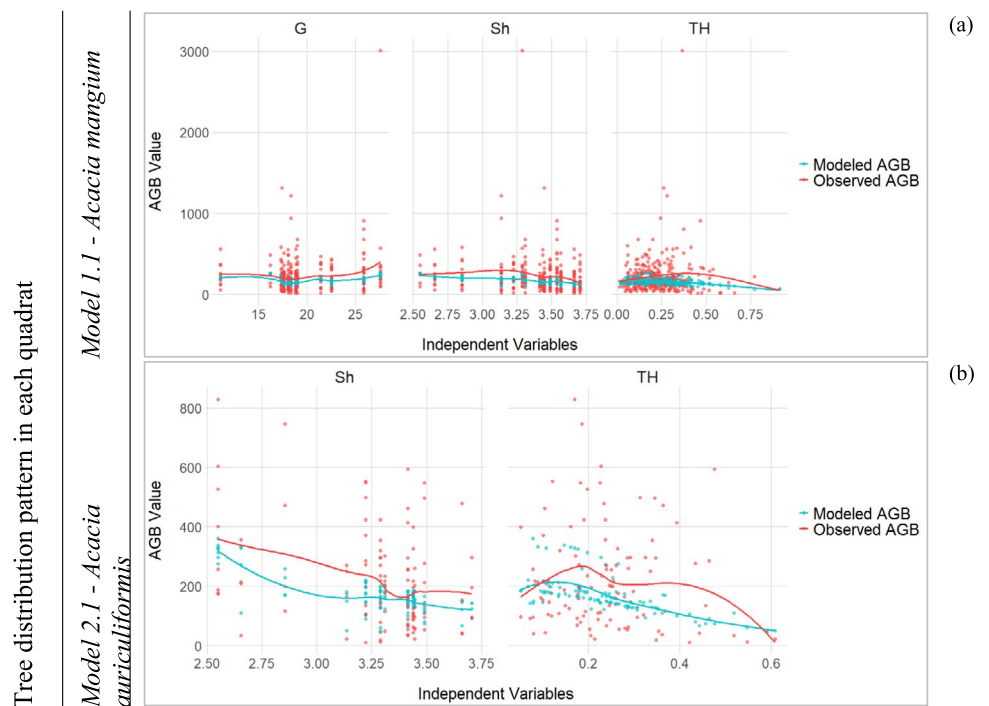 Tree distribution pattern in each quadrat
Model 1.1 - Acacia mangium
(a)
G
Sh
TH
AGB Value
3000
2000
1000
0
15
20
25
2.50
2.75
3.00
3.25
3.50
3.75
0.00
0.25
0.50
0.75
Independent Variables
Modeled AGB
Observed AGB
Model 2.1 - Acacia
auriculiformis
(b)
Sh
TH
AGB Value
800
600
400
200
0
2.50
2.75
3.00
3.25
3.50
3.75
0.2
0.4
0.6
Independent Variables
Modeled AGB
Observed AGB